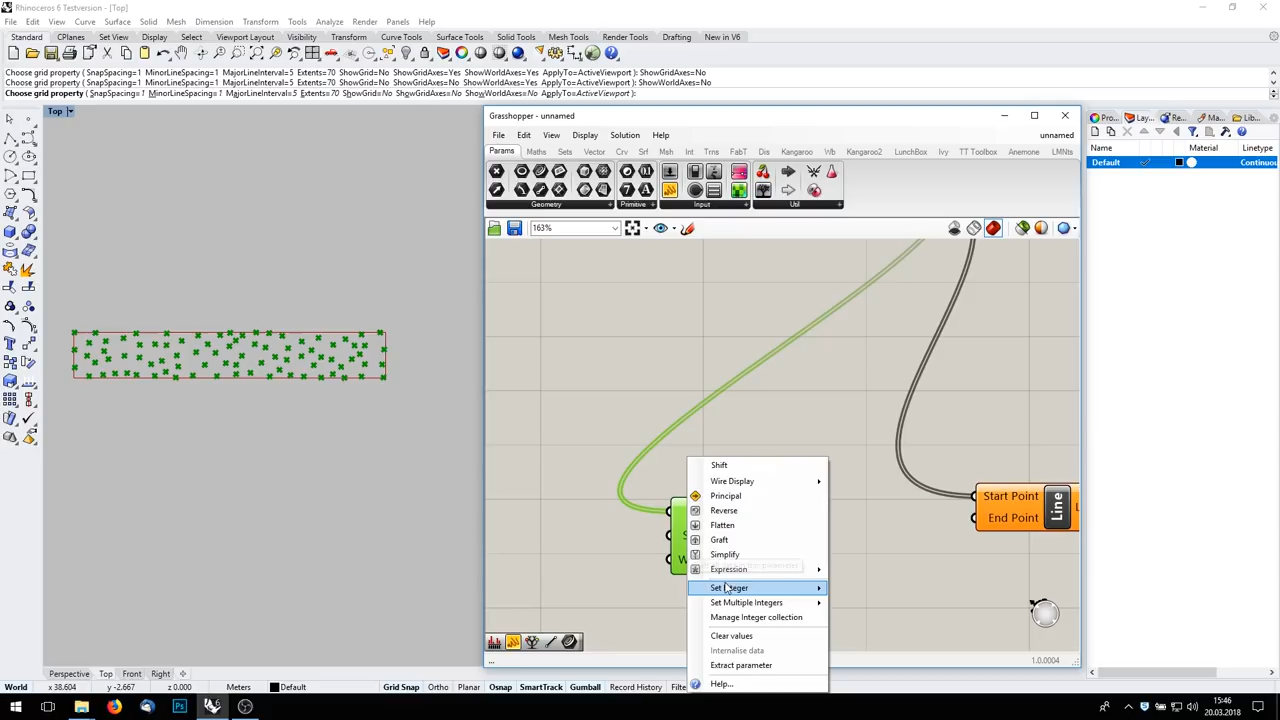 Rhinoceros 6 Testversion - [Top]
File Edit View Curve Surface Solid Mesh Dimension Transform Tools Analyze Render Panels Help
Standard CPlanes Set View Display Select Viewport Layout Visibility Transform Curve Tools Surface Tools Solid Tools Mesh Tools Render Tools Drafting New in V6
Choose grid property ( SnapSpacing=1 MinorLineSpacing=1 MajorLineInterval=5 Extents=70 ShowGrid=No ShowGridAxes=Yes ShowWorldAxes=Yes ApplyTo=ActiveViewport ): ShowGridAxes=No
Choose grid property ( SnapSpacing=1 MinorLineSpacing=1 MajorLineInterval=5 Extents=70 ShowGrid=No ShowGridAxes=No ShowWorldAxes=Yes ApplyTo=ActiveViewport ): ShowWorldAxes=No
Choose grid property ( SnapSpacing=1 MinorLineSpacing=1 MajorLineInterval=5 Extents=70 ShowGrid=No ShowGridAxes=No ShowWorldAxes=No ApplyTo=ActiveViewport ):
Top
Grasshopper - unnamed
File Edit View Display Solution Help
unnamed
Params Maths Sets Vector Crv Srf Msh Int Trns Dis Wb FabT Kangaroo Kangaroo2 LunchBox Ivy TT Toolbox Anemone LMNts
Geometry Primitive Input Util
163%
Pro... Lay... Re... Ma... Lib...
Name Material Linetype
Default Continuou
Shift
Wire Display
Principal
Reverse
Flatten
Graft
Simplify
Expression
Set Integer
Set Multiple Integers
Manage Integer collection
Clear values
Internalise data
Extract parameter
Help...
Start Point
End Point
Line
...
1.0.0004
Perspective Top Front Right
World x 38.604 y -2.667 z 0.000 Meters Default Grid Snap Ortho Planar Osnap SmartTrack Gumball Record History Filte
15:46
20.03.2018